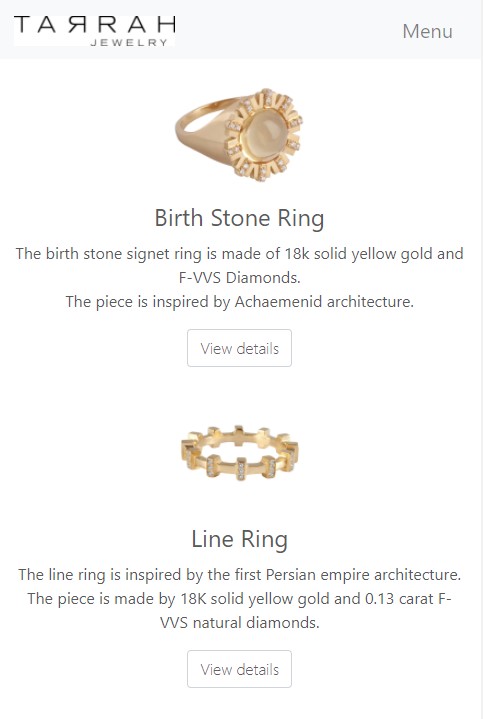 TARRAH
JEWELRY
Menu
Birth Stone Ring
The birth stone signet ring is made of 18k solid yellow gold and
F-VVS Diamonds.
The piece is inspired by Achaemenid architecture.
View details
Line Ring
The line ring is inspired by the first Persian empire architecture.
The piece is made by 18K solid yellow gold and 0.13 carat F-
VVS natural diamonds.
View details